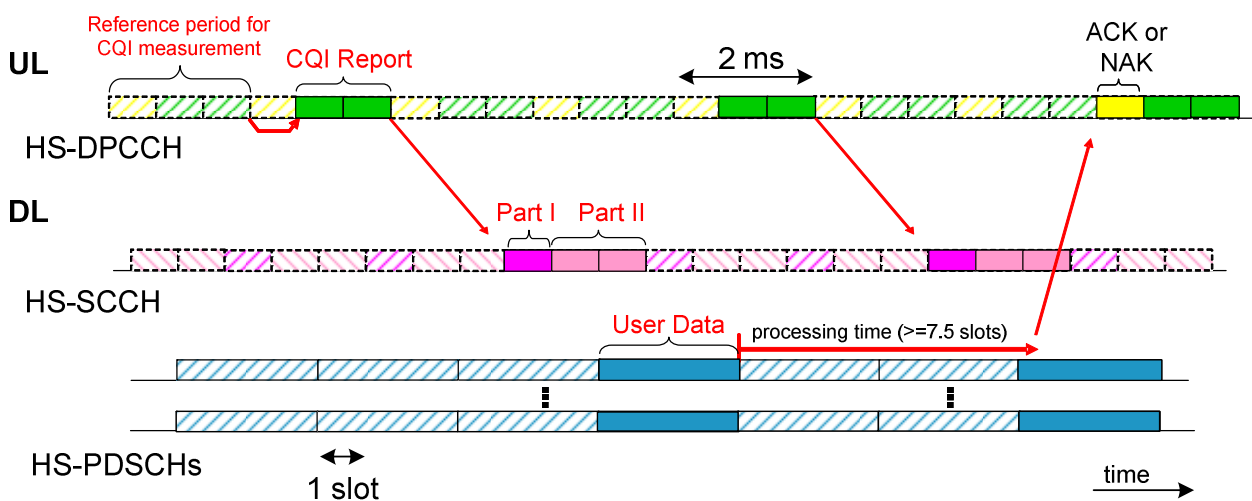 Reference period for
CQI measurement
UL
CQI Report
2 ms
ACK or
NAK
HS-DPCCH
DL
Part I
Part II
HS-SCCH
User Data
processing time (>=7.5 slots)
HS-PDSCHs
1 slot
time